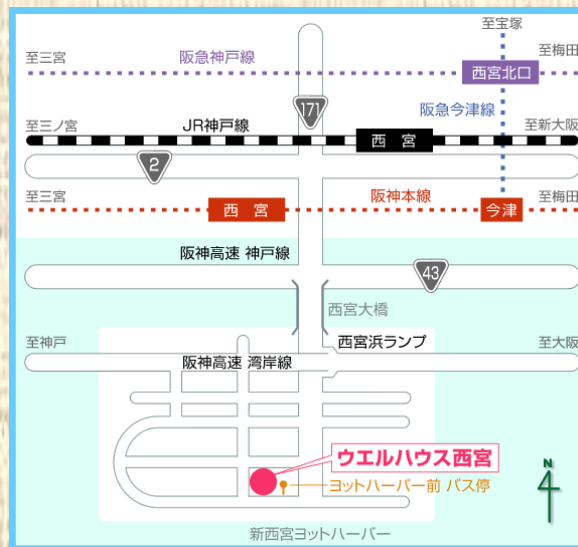 至宝塚
至三宮
阪急神戸線
至梅田
西宮北口
171
阪急今津線
至三ノ宮
JR神戸線
西宮
至新大阪
2
至三宮
阪神本線
至梅田
西宮
今津
阪神高速 神戸線
43
西宮大橋
至神戸
西宮浜ランプ
至大阪
阪神高速 湾岸線
ウエルハウス西宮
N
ヨットハーバー前 バス停
新西宮ヨットハーバー